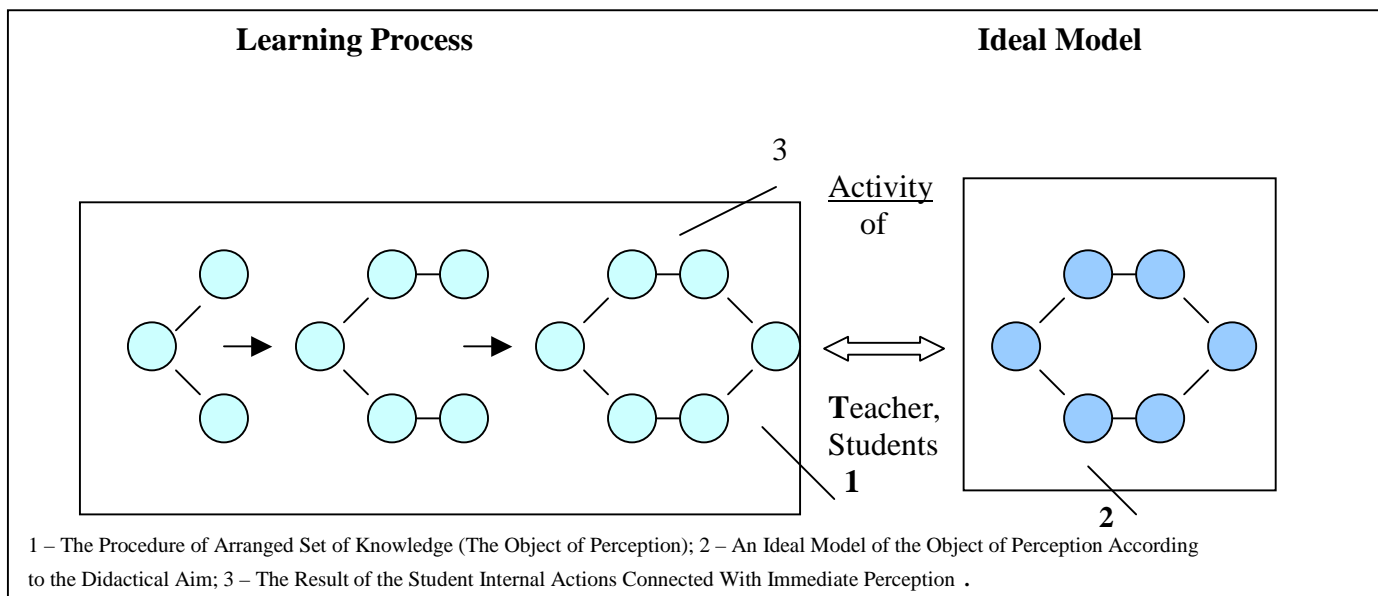 Learning Process
Ideal Model
3
Activity
of
Teacher,
Students
1
2
1 – The Procedure of Arranged Set of Knowledge (The Object of Perception); 2 – An Ideal Model of the Object of Perception According
to the Didactical Aim; 3 – The Result of the Student Internal Actions Connected With Immediate Perception .